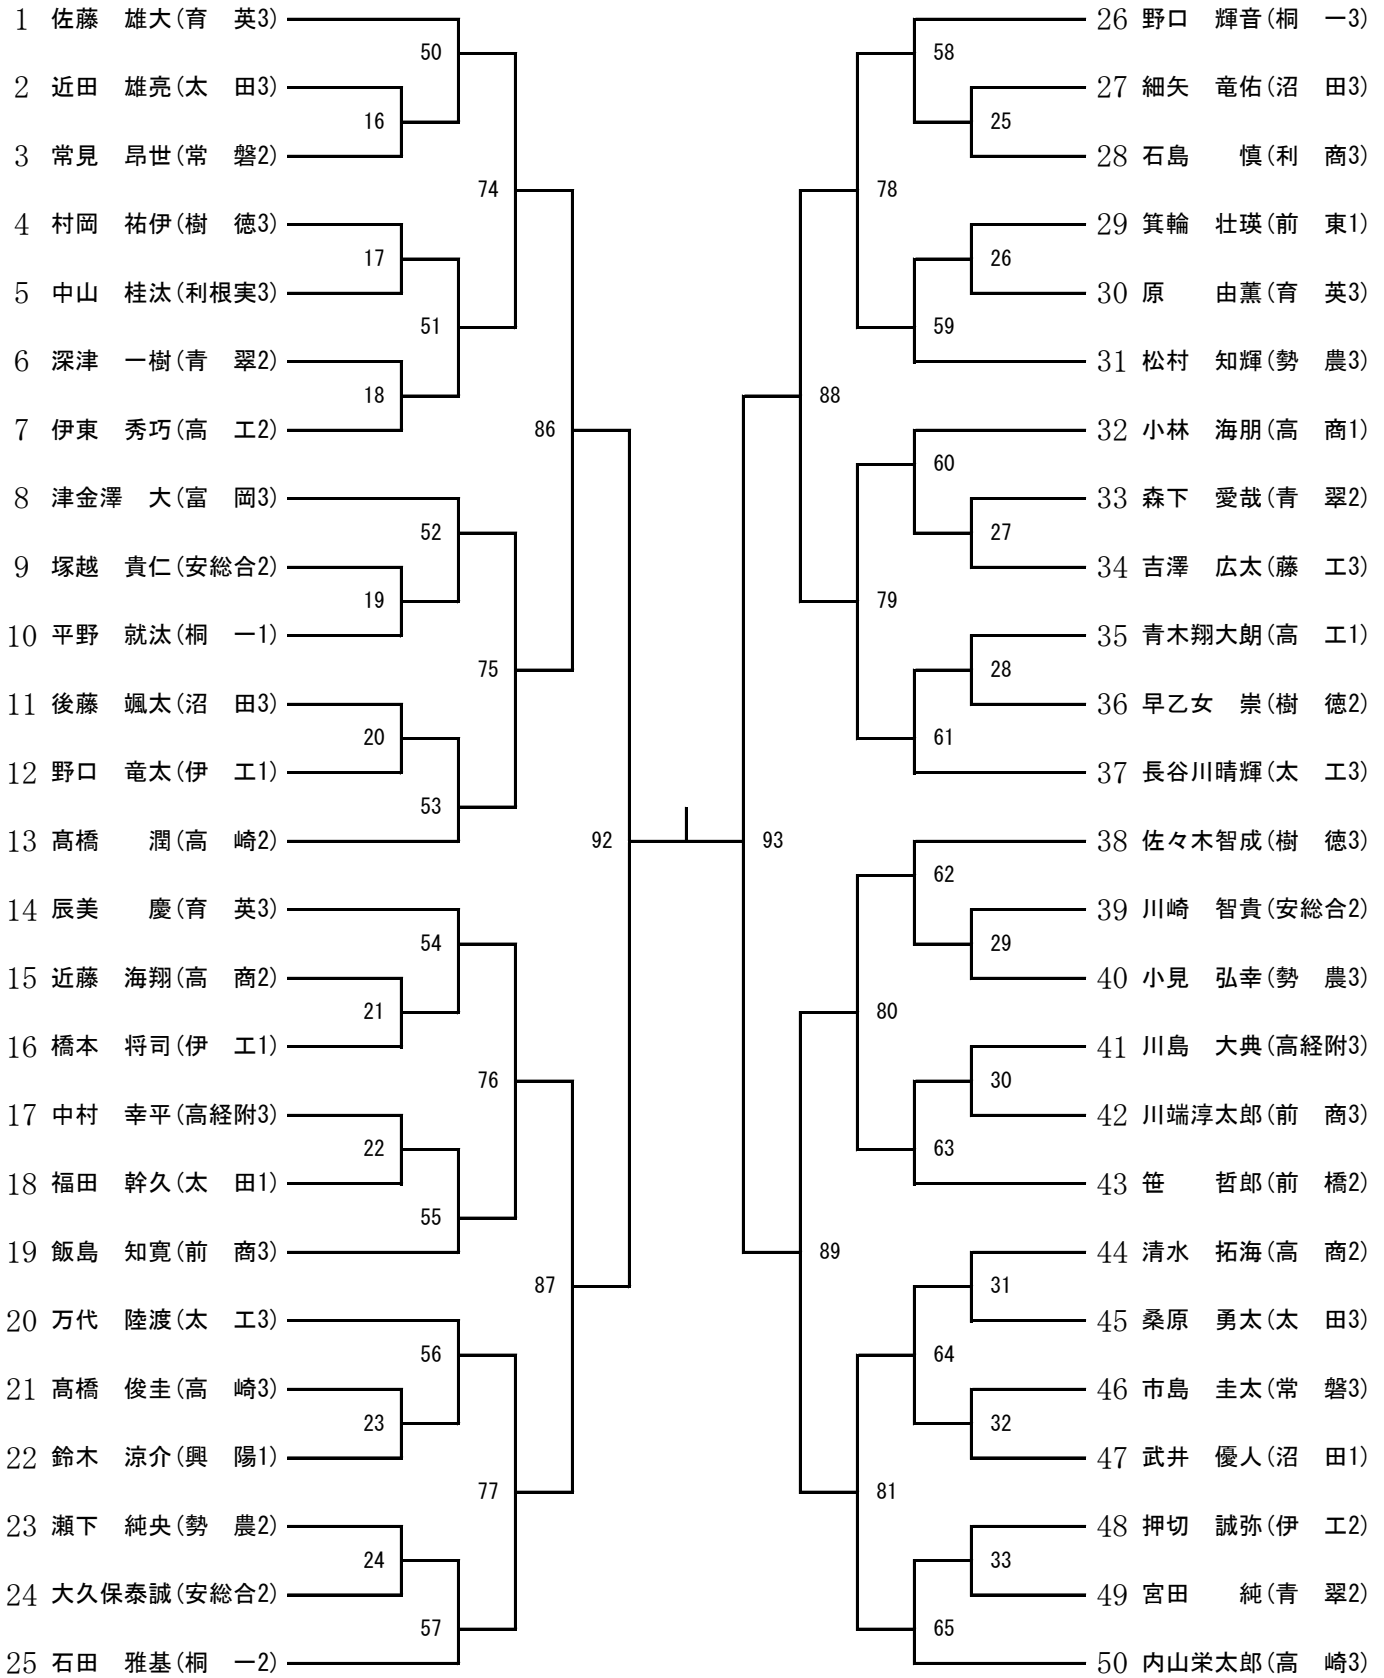 1 佐藤　雄大(育　英3)
50
2 近田　雄亮(太　田3)
16
3 常見　昂世(常　磐2)
74
4 村岡　祐伊(樹　徳3)
17
5 中山　桂汰(利根実3)
51
6 深津　一樹(青　翠2)
18
7 伊東　秀巧(高　工2)
86
8 津金澤　大(富　岡3)
52
9 塚越　貴仁(安総合2)
19
10 平野　就汰(桐　一1)
75
11 後藤　颯太(沼　田3)
20
12 野口　竜太(伊　工1)
53
13 髙橋　　潤(高　崎2)
92
14 辰美　　慶(育　英3)
54
15 近藤　海翔(高　商2)
21
16 橋本　将司(伊　工1)
76
17 中村　幸平(高経附3)
22
18 福田　幹久(太　田1)
55
19 飯島　知寛(前　商3)
87
20 万代　陸渡(太　工3)
56
21 髙橋　俊圭(高　崎3)
23
22 鈴木　涼介(興　陽1)
77
23 瀬下　純央(勢　農2)
24
24 大久保泰誠(安総合2)
57
25 石田　雅基(桐　一2)
26 野口　輝音(桐　一3)
58
27 細矢　竜佑(沼　田3)
25
28 石島　　慎(利　商3)
78
29 箕輪　壮瑛(前　東1)
26
30 原　　由薫(育　英3)
59
31 松村　知輝(勢　農3)
88
32 小林　海朋(高　商1)
60
33 森下　愛哉(青　翠2)
27
34 吉澤　広太(藤　工3)
79
35 青木翔大朗(高　工1)
28
36 早乙女　崇(樹　徳2)
61
37 長谷川晴輝(太　工3)
93
38 佐々木智成(樹　徳3)
62
39 川崎　智貴(安総合2)
29
40 小見　弘幸(勢　農3)
80
41 川島　大典(高経附3)
30
42 川端淳太郎(前　商3)
63
43 笹　　哲郎(前　橋2)
89
44 清水　拓海(高　商2)
31
45 桑原　勇太(太　田3)
64
46 市島　圭太(常　磐3)
32
47 武井　優人(沼　田1)
81
48 押切　誠弥(伊　工2)
33
49 宮田　　純(青　翠2)
65
50 内山栄太郎(高　崎3)